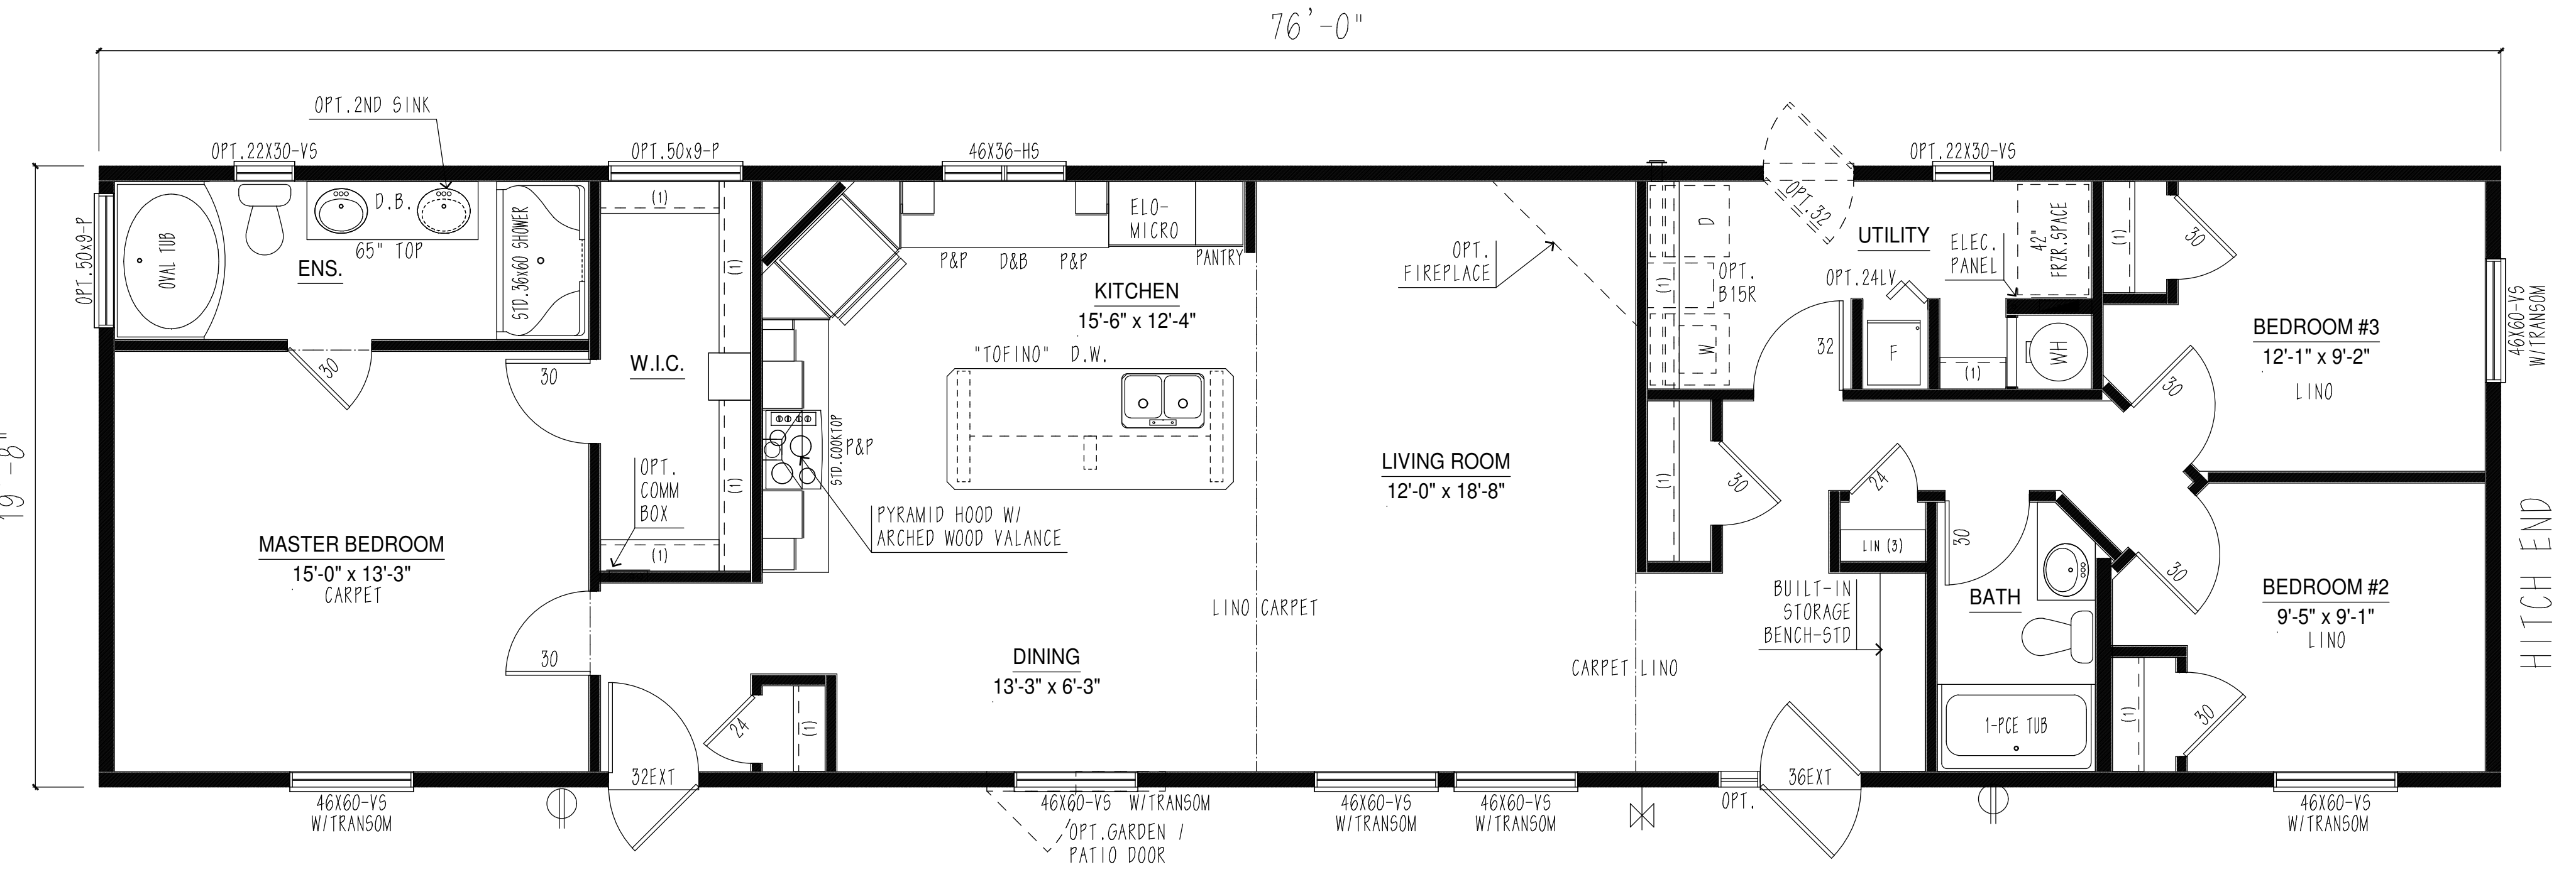 76'-0"
OPT.2ND SINK
OPT.22X30-VS
OPT.50x9-P
46X36-HS
OPT.22X30-VS
19'-8"
OPT.50x9-P
OVAL TUB
D.B.
65" TOP
ENS.
STD.36x60 SHOWER
30
(1)
(1)
W.I.C.
30
OPT.
COMM
BOX
(1)
(1)
MASTER BEDROOM
15'-0" x 13'-3"
CARPET
30
ELO-
MICRO
P&P
D&B
P&P
PANTRY
KITCHEN
15'-6" x 12'-4"
"TOFINO" D.W.
STD.COOKTOP
P&P
PYRAMID HOOD W/
ARCHED WOOD VALANCE
DINING
13'-3" x 6'-3"
24
(1)
32EXT
LINO
CARPET
OPT.
FIREPLACE
LIVING ROOM
12'-0" x 18'-8"
CARPET
LINO
D
(1)
OPT.
B15R
W
OPT.32
UTILITY
ELEC.
PANEL
42"
FRZR.SPACE
OPT.24LV
32
F
(1)
WH
(1)
30
24
LIN (3)
30
BUILT-IN
STORAGE
BENCH-STD
BATH
1-PCE TUB
36EXT
(1)
30
BEDROOM #3
12'-1" x 9'-2"
LINO
30
46X60-VS
W/TRANSOM
30
BEDROOM #2
9'-5" x 9'-1"
LINO
(1)
30
HITCH END
46X60-VS
W/TRANSOM
46X60-VS W/TRANSOM
OPT.GARDEN /
PATIO DOOR
46X60-VS
W/TRANSOM
46X60-VS
W/TRANSOM
OPT.
46X60-VS
W/TRANSOM